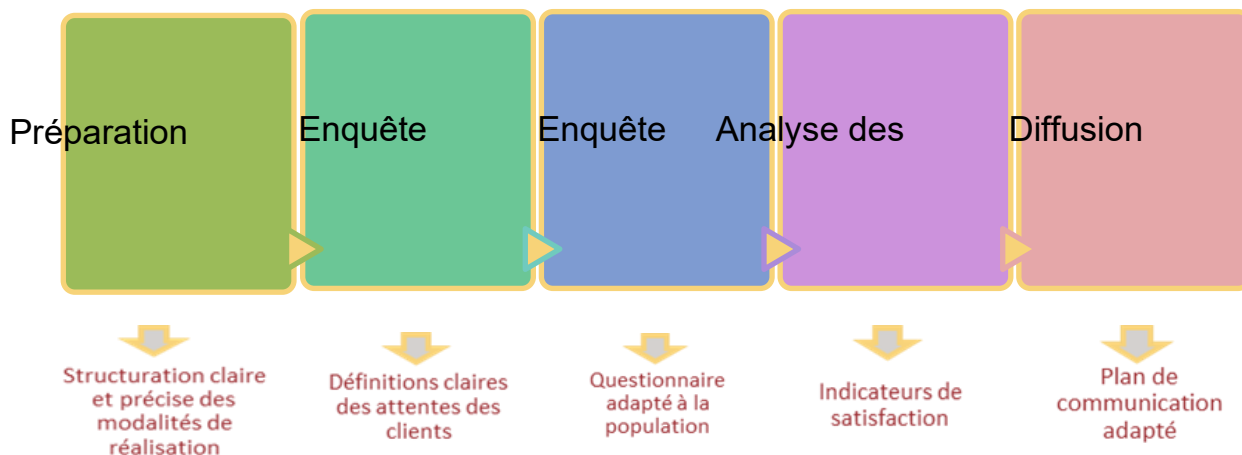 Préparation
Enquête
Enquête
Analyse des
Diffusion
Structuration claire
et précise des
modalités de
réalisation
Définitions claires
des attentes des
clients
Questionnaire
adapté à la
population
Indicateurs de
satisfaction
Plan de
communication
adapté